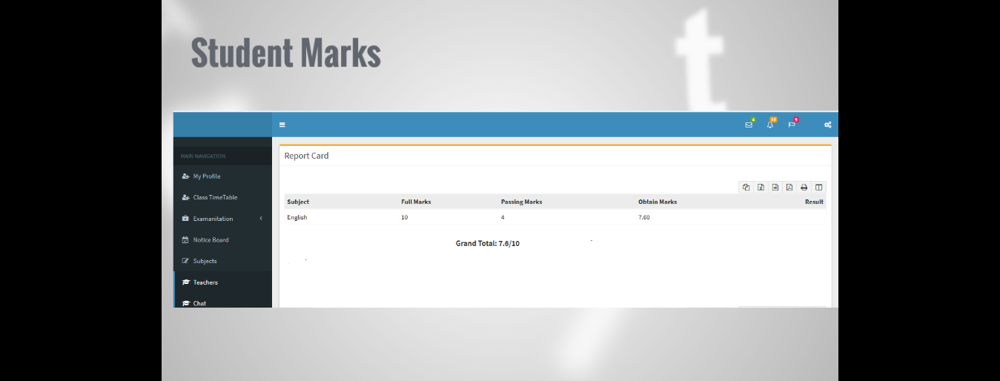 Student Marks
t
4
10
9
MAIN NAVIGATION
Report Card
My Profile
Class TimeTable
Examanitation
Notice Board
Subjects
Teachers
Chat
Subject Full Marks Passing Marks Obtain Marks Result
English 10 4 7.60
Grand Total: 7.6/10